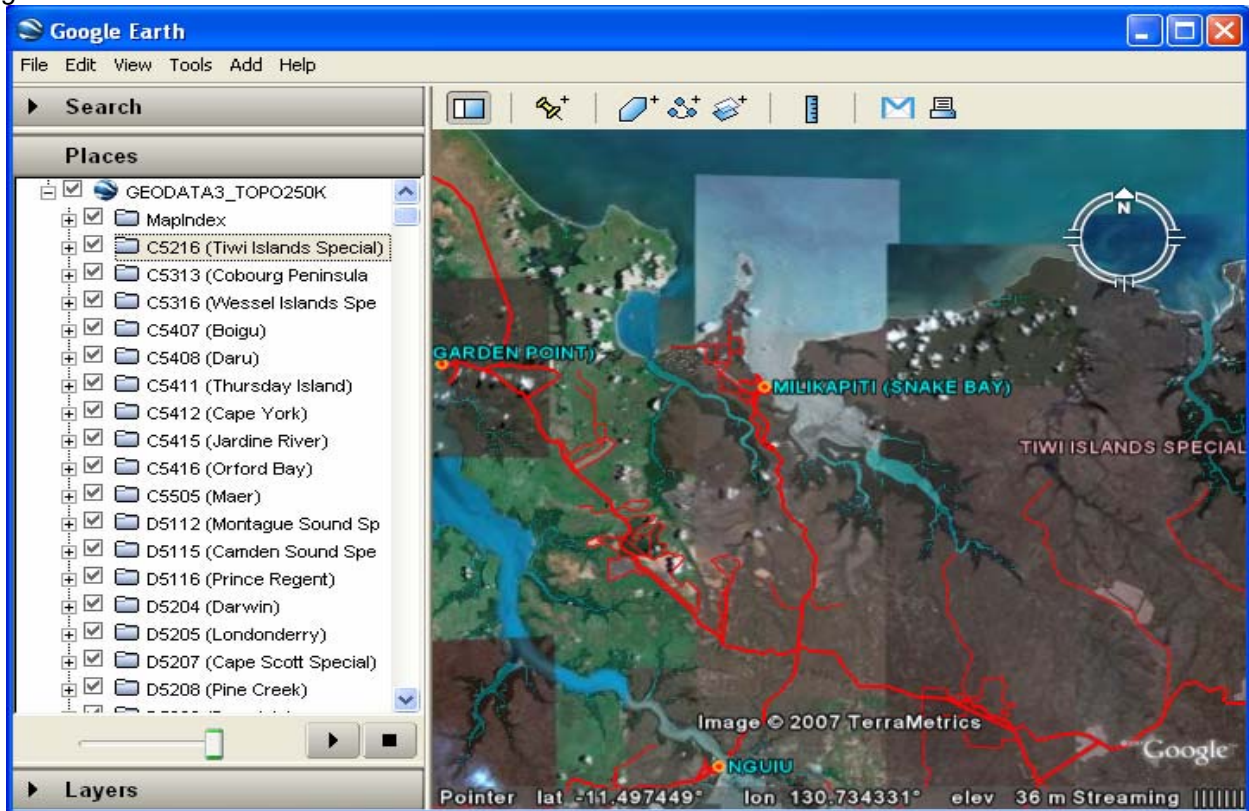 Google Earth
File Edit View Tools Add Help
Search
Places
GEODATA3_TOPO250K
MapIndex
C5216 (Tiwi Islands Special)
C5313 (Cobourg Peninsula
C5316 (Wessel Islands Spe
C5407 (Boigu)
C5408 (Daru)
C5411 (Thursday Island)
C5412 (Cape York)
C5415 (Jardine River)
C5416 (Orford Bay)
C5505 (Maer)
D5112 (Montague Sound Sp
D5115 (Camden Sound Spe
D5116 (Prince Regent)
D5204 (Darwin)
D5205 (Londonderry)
D5207 (Cape Scott Special)
D5208 (Pine Creek)
Layers
N
GARDEN POINT)
MILIKAPITI (SNAKE BAY)
TIWI ISLANDS SPECIAL
Image © 2007 TerraMetrics
Google
NGUIU
Pointer lat -11.497449° lon 130.734331° elev 36 m Streaming